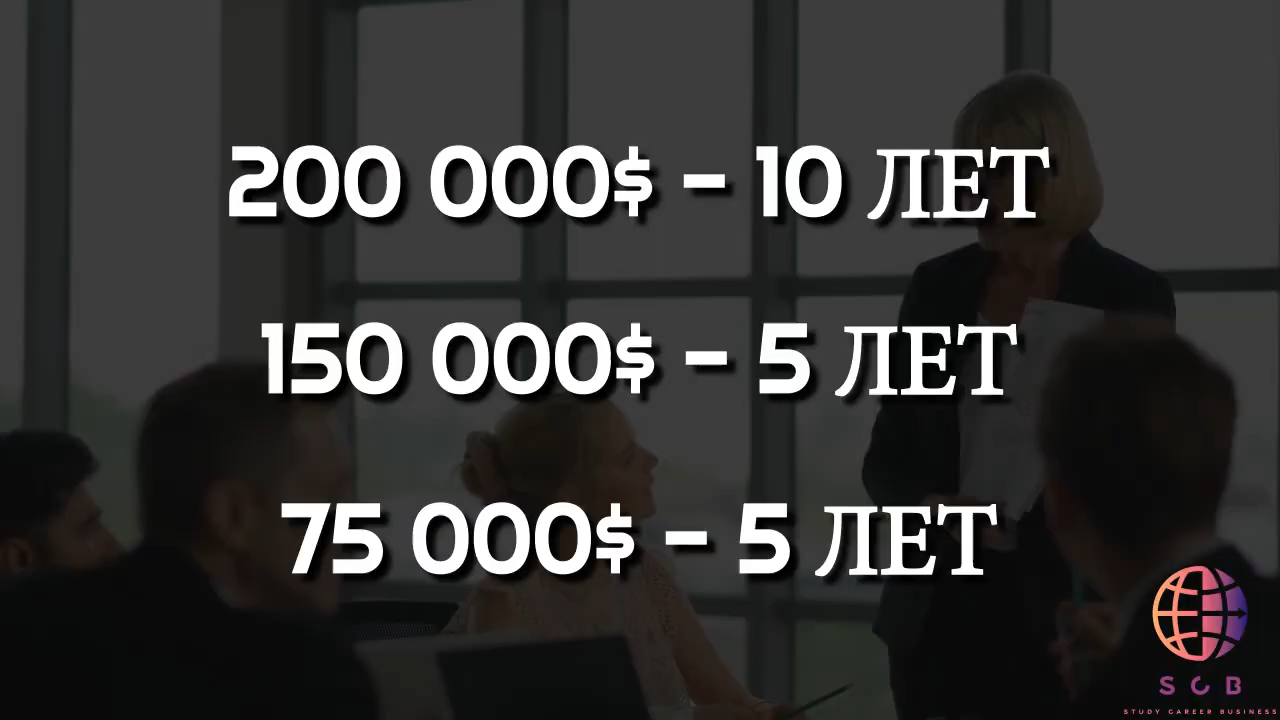 200 000$ – 10 ЛЕТ
150 000$ – 5 ЛЕТ
75 000$ – 5 ЛЕТ
SCB
STUDY CAREER BUSINESS